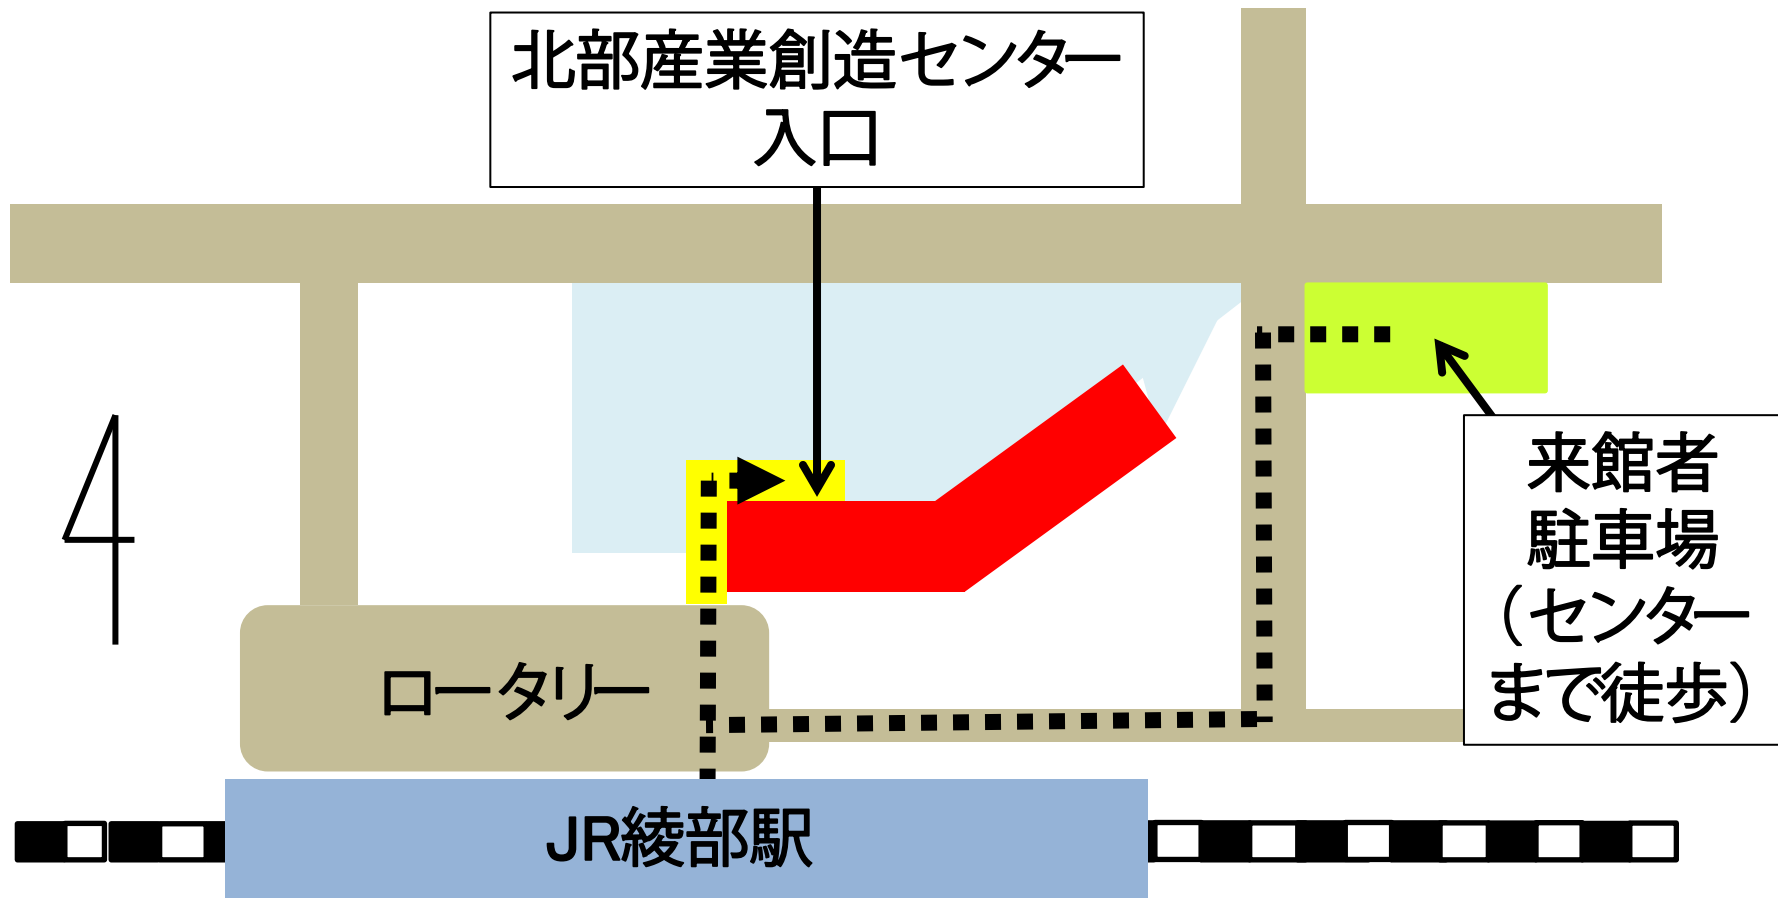 北部産業創造センター
入口
来館者
駐車場
（センター
まで徒歩）
ロータリー
JR綾部駅